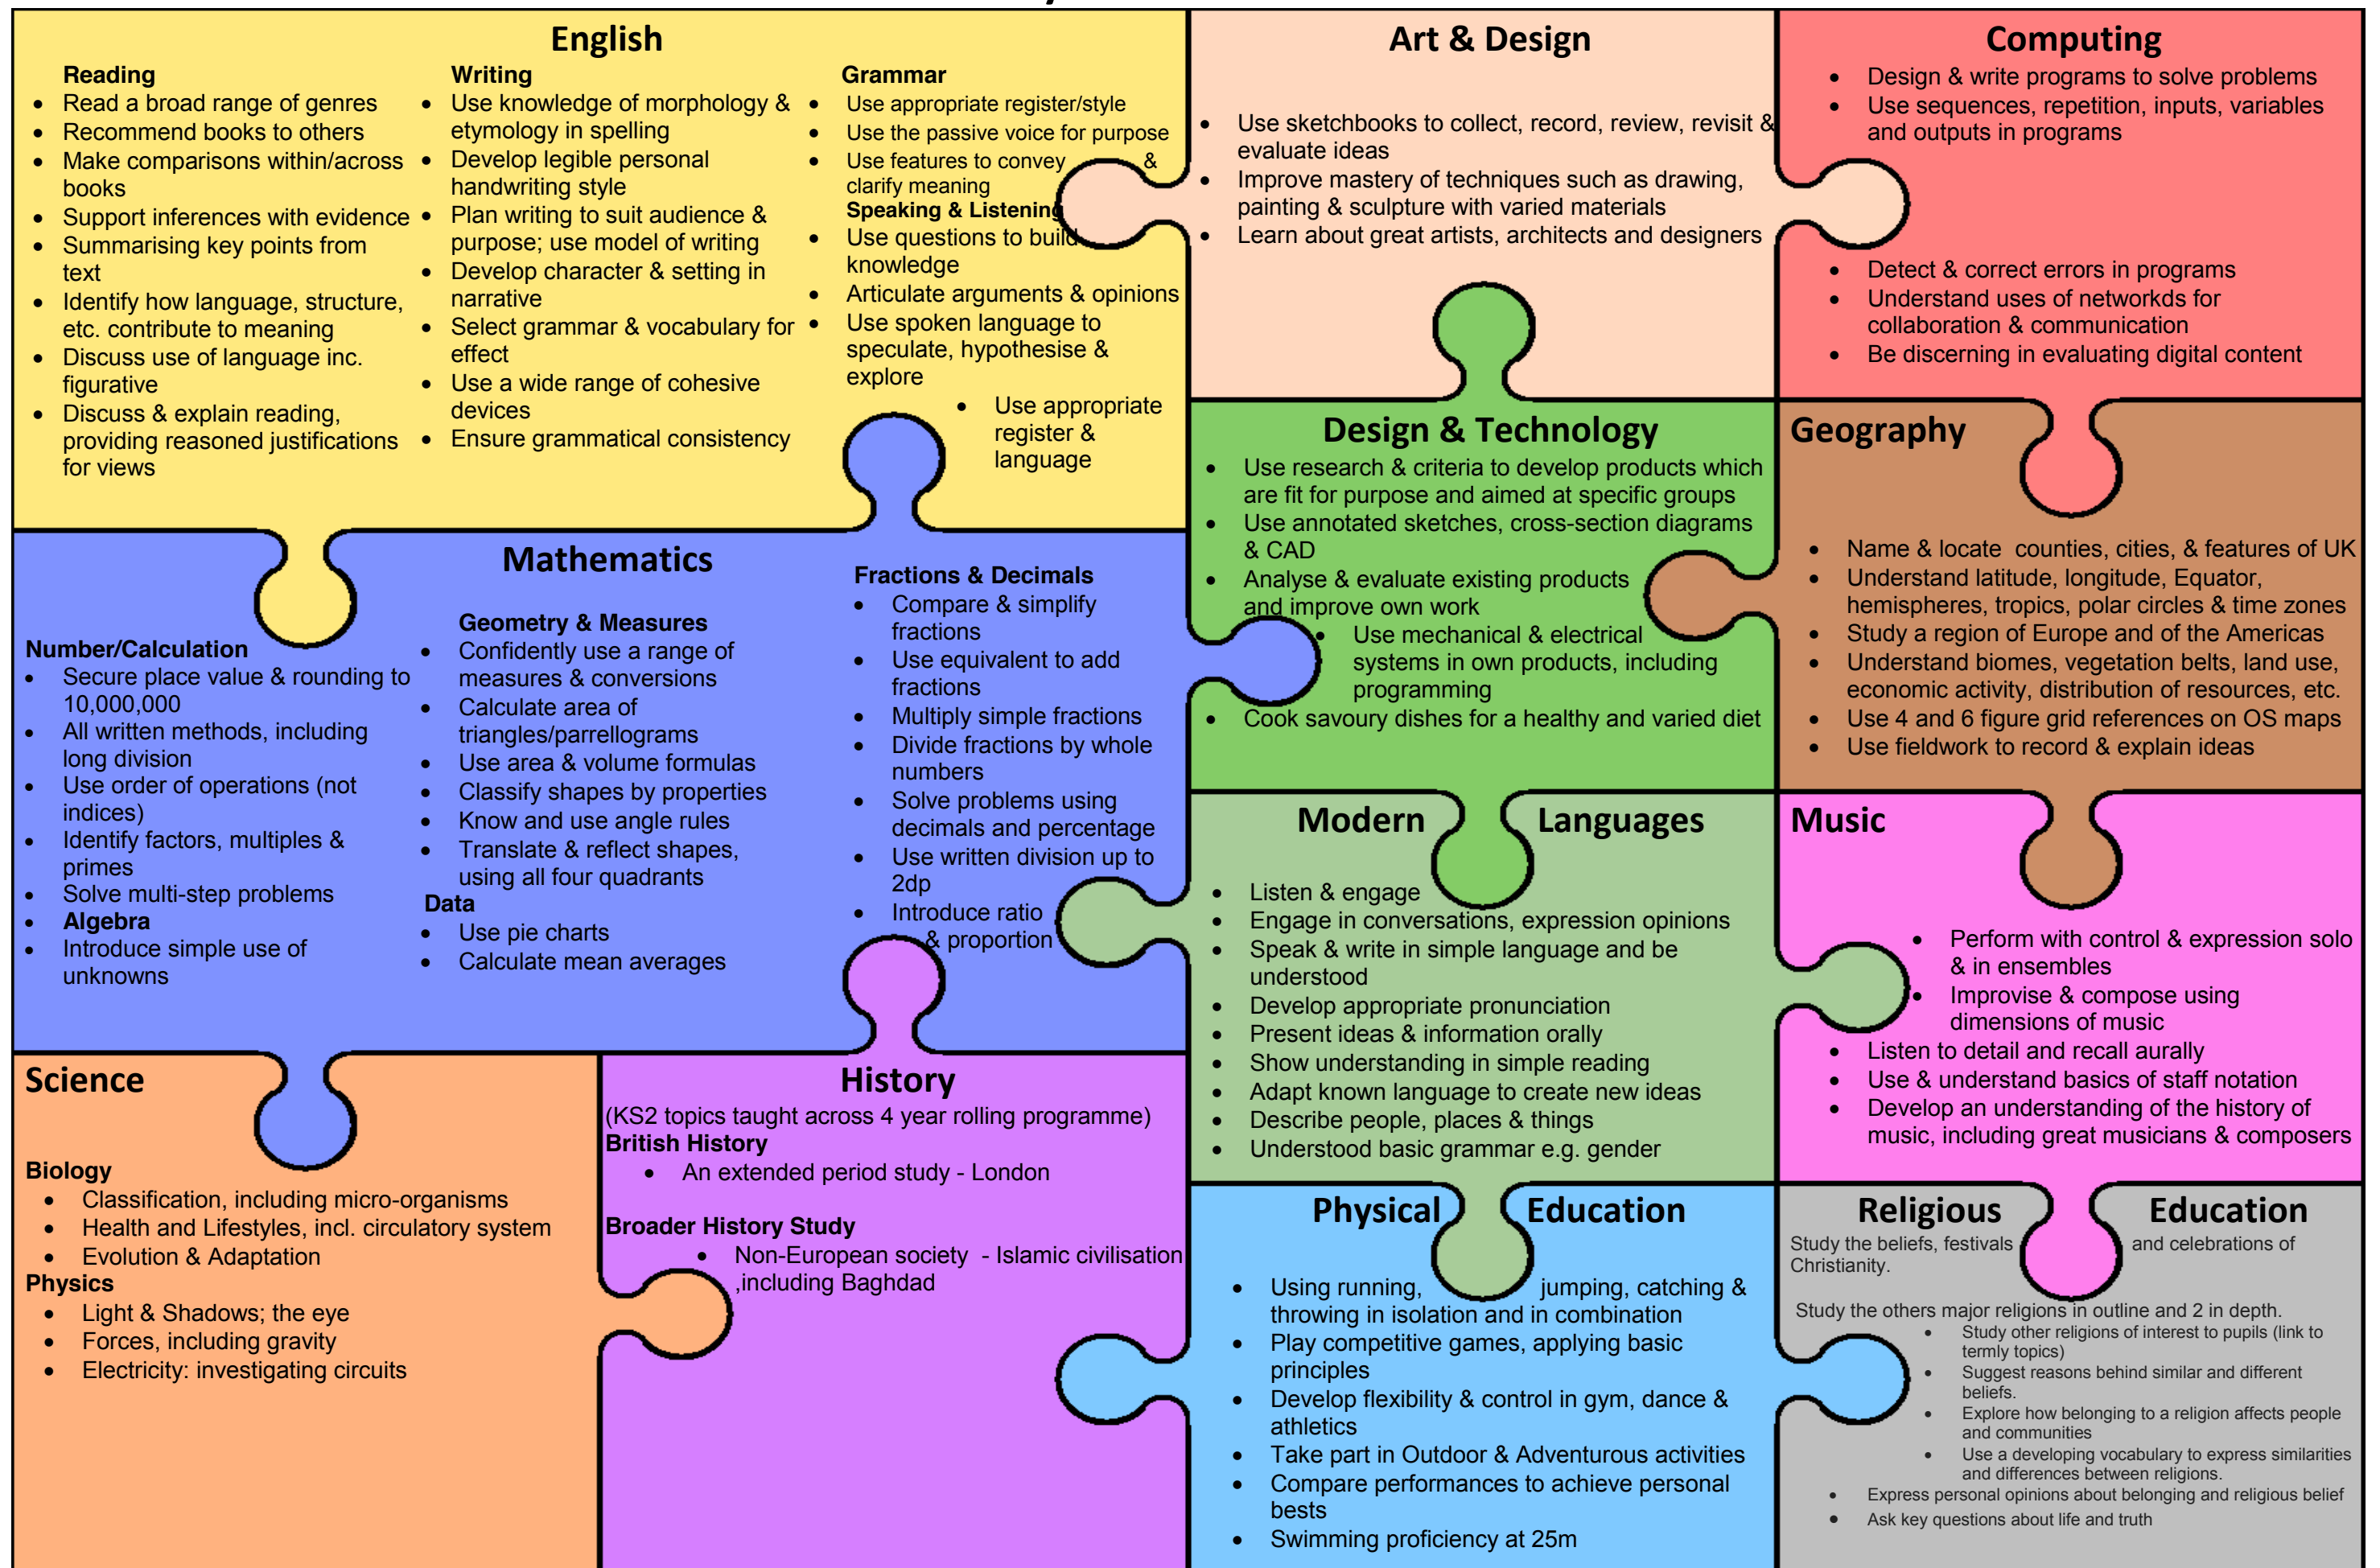 English
Reading
• Read a broad range of genres
• Recommend books to others
• Make comparisons within/across
books
• Support inferences with evidence
• Summarising key points from
text
• Identify how language, structure,
etc. contribute to meaning
• Discuss use of language inc.
figurative
• Discuss & explain reading,
providing reasoned justifications
for views
Writing
• Use knowledge of morphology &
etymology in spelling
• Develop legible personal
handwriting style
• Plan writing to suit audience &
purpose; use model of writing
• Develop character & setting in
narrative
• Select grammar & vocabulary for
effect
• Use a wide range of cohesive
devices
• Ensure grammatical consistency
Grammar
• Use appropriate register/style
• Use the passive voice for purpose
• Use features to convey &
clarify meaning
Speaking & Listening
• Use questions to build
knowledge
• Articulate arguments & opinions
• Use spoken language to
speculate, hypothesise &
explore
• Use appropriate
register &
language
Art & Design
• Use sketchbooks to collect, record, review, revisit &
evaluate ideas
• Improve mastery of techniques such as drawing,
painting & sculpture with varied materials
• Learn about great artists, architects and designers
Computing
• Design & write programs to solve problems
• Use sequences, repetition, inputs, variables
and outputs in programs
• Detect & correct errors in programs
• Understand uses of networkds for
collaboration & communication
• Be discerning in evaluating digital content
Mathematics
Number/Calculation
• Secure place value & rounding to
10,000,000
• All written methods, including
long division
• Use order of operations (not
indices)
• Identify factors, multiples &
primes
• Solve multi-step problems
• Algebra
• Introduce simple use of
unknowns
Geometry & Measures
• Confidently use a range of
measures & conversions
• Calculate area of
triangles/parrellograms
• Use area & volume formulas
• Classify shapes by properties
• Know and use angle rules
• Translate & reflect shapes,
using all four quadrants
Data
• Use pie charts
• Calculate mean averages
Fractions & Decimals
• Compare & simplify
fractions
• Use equivalent to add
fractions
• Multiply simple fractions
• Divide fractions by whole
numbers
• Solve problems using
decimals and percentage
• Use written division up to
2dp
• Introduce ratio
& proportion
Design & Technology
• Use research & criteria to develop products which
are fit for purpose and aimed at specific groups
• Use annotated sketches, cross-section diagrams
& CAD
• Analyse & evaluate existing products
and improve own work
• Use mechanical & electrical
systems in own products, including
programming
• Cook savoury dishes for a healthy and varied diet
Geography
• Name & locate counties, cities, & features of UK
• Understand latitude, longitude, Equator,
hemispheres, tropics, polar circles & time zones
• Study a region of Europe and of the Americas
• Understand biomes, vegetation belts, land use,
economic activity, distribution of resources, etc.
• Use 4 and 6 figure grid references on OS maps
• Use fieldwork to record & explain ideas
Modern Languages
• Listen & engage
• Engage in conversations, expression opinions
• Speak & write in simple language and be
understood
• Develop appropriate pronunciation
• Present ideas & information orally
• Show understanding in simple reading
• Adapt known language to create new ideas
• Describe people, places & things
• Understood basic grammar e.g. gender
Music
• Perform with control & expression solo
& in ensembles
• Improvise & compose using
dimensions of music
• Listen to detail and recall aurally
• Use & understand basics of staff notation
• Develop an understanding of the history of
music, including great musicians & composers
Science
Biology
• Classification, including micro-organisms
• Health and Lifestyles, incl. circulatory system
• Evolution & Adaptation
Physics
• Light & Shadows; the eye
• Forces, including gravity
• Electricity: investigating circuits
History
(KS2 topics taught across 4 year rolling programme)
British History
• An extended period study - London
Broader History Study
• Non-European society - Islamic civilisation
,including Baghdad
Physical Education
• Using running, jumping, catching &
throwing in isolation and in combination
• Play competitive games, applying basic
principles
• Develop flexibility & control in gym, dance &
athletics
• Take part in Outdoor & Adventurous activities
• Compare performances to achieve personal
bests
• Swimming proficiency at 25m
Religious Education
Study the beliefs, festivals and celebrations of
Christianity.
Study the others major religions in outline and 2 in depth.
• Study other religions of interest to pupils (link to
termly topics)
• Suggest reasons behind similar and different
beliefs.
• Explore how belonging to a religion affects people
and communities
• Use a developing vocabulary to express similarities
and differences between religions.
• Express personal opinions about belonging and religious belief
• Ask key questions about life and truth